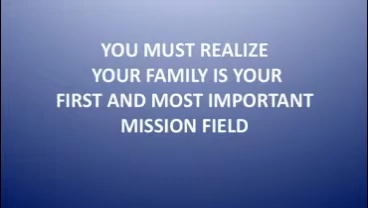 YOU MUST REALIZE
YOUR FAMILY IS YOUR
FIRST AND MOST IMPORTANT
MISSION FIELD